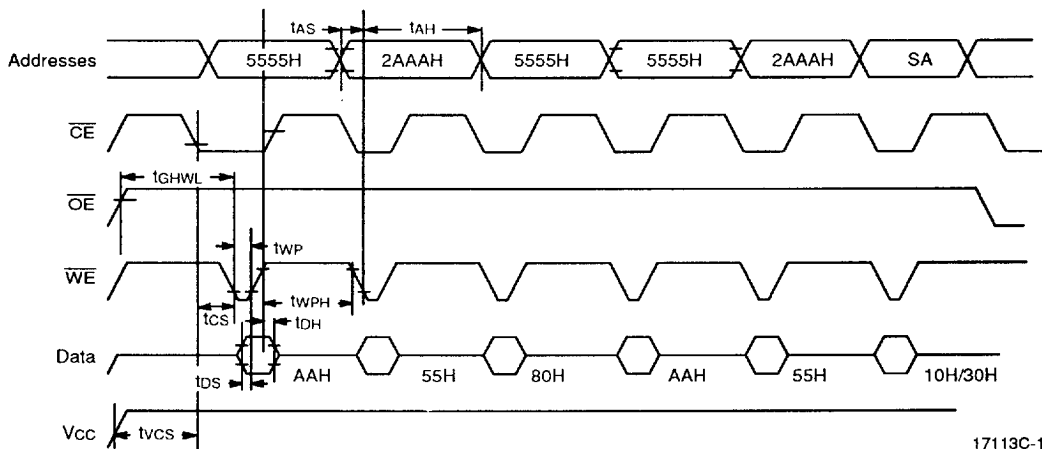 tAS tAH
Addresses 5555H 2AAAH 5555H 5555H 2AAAH SA
CE
tGHWL
OE
tWP
WE
tCS tWPH
tDH
Data
tDS AAH 55H 80H AAH 55H 10H/30H
VCC tVCS
17113C-1